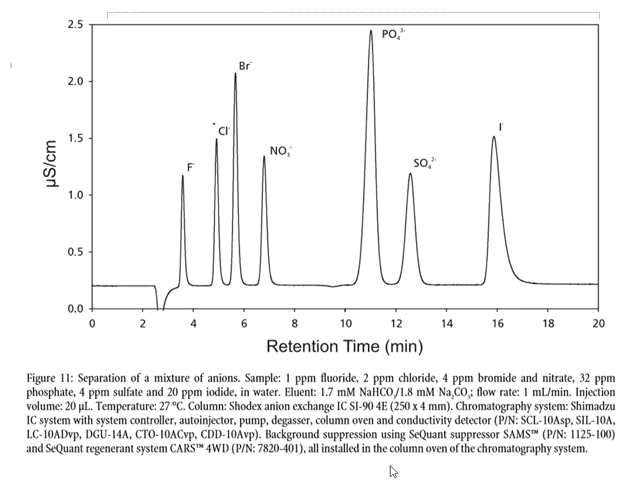 2.5
2.0
1.5
1.0
0.5
0.0
µS/cm
F⁻
Cl⁻
Br⁻
NO₃⁻
PO₄³⁻
SO₄²⁻
I⁻
0 2 4 6 8 10 12 14 16 18 20
Retention Time (min)
Figure 11: Separation of a mixture of anions. Sample: 1 ppm fluoride, 2 ppm chloride, 4 ppm bromide and nitrate, 32 ppm
phosphate, 4 ppm sulfate and 20 ppm iodide, in water. Eluent: 1.7 mM NaHCO₃/1.8 mM Na₂CO₃; flow rate: 1 mL/min. Injection
volume: 20 µL. Temperature: 27 °C. Column: Shodex anion exchange IC SI-90 4E (250 x 4 mm). Chromatography system: Shimadzu
IC system with system controller, autoinjector, pump, degasser, column oven and conductivity detector (P/N: SCL-10Asp, SIL-10A,
LC-10ADvp, DGU-14A, CTO-10ACvp, CDD-10Avp). Background suppression using SeQuant suppressor SAMS™ (P/N: 1125-100)
and SeQuant regenerant system CARS™ 4WD (P/N: 7820-401), all installed in the column oven of the chromatography system.